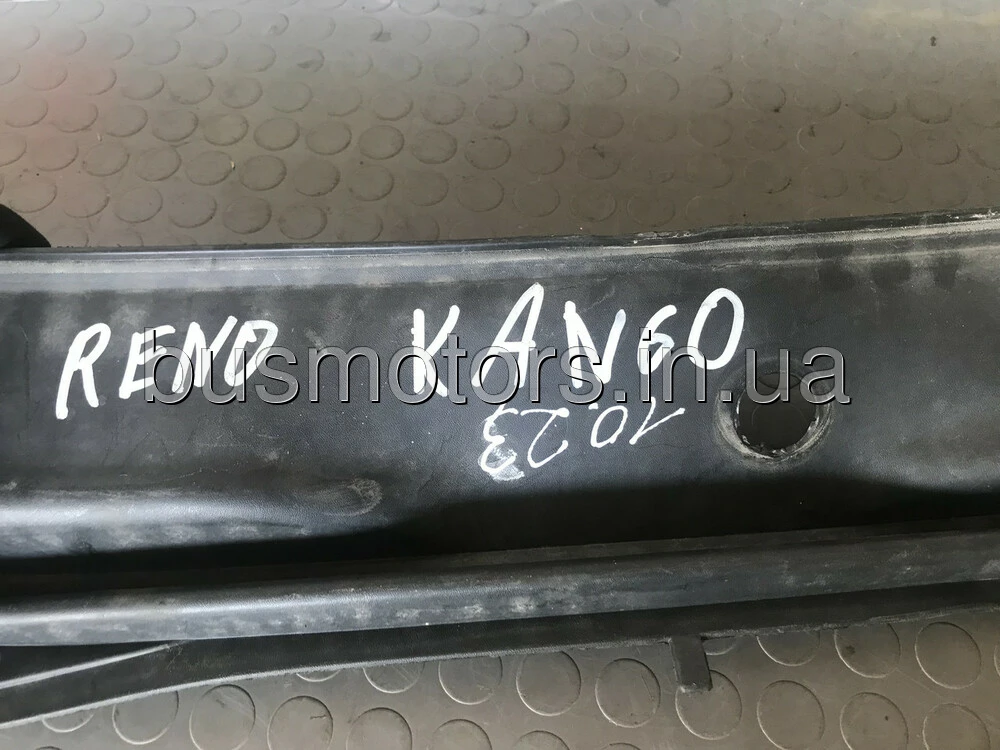 RENO KANGO
busmotors.in.ua
10.23